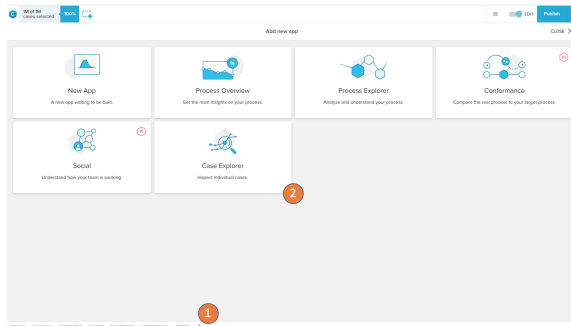 C
1M of 1M
cases selected
100%
EDIT
Publish
Add new app
CLOSE
New App
A new app waiting to be built.
%
Process Overview
Get the main insights on your process.
Process Explorer
Analyze and understand your process.
Conformance
Compare the real process to your target process.
Social
Understand how your team is working.
Case Explorer
Inspect individual cases.
2
1